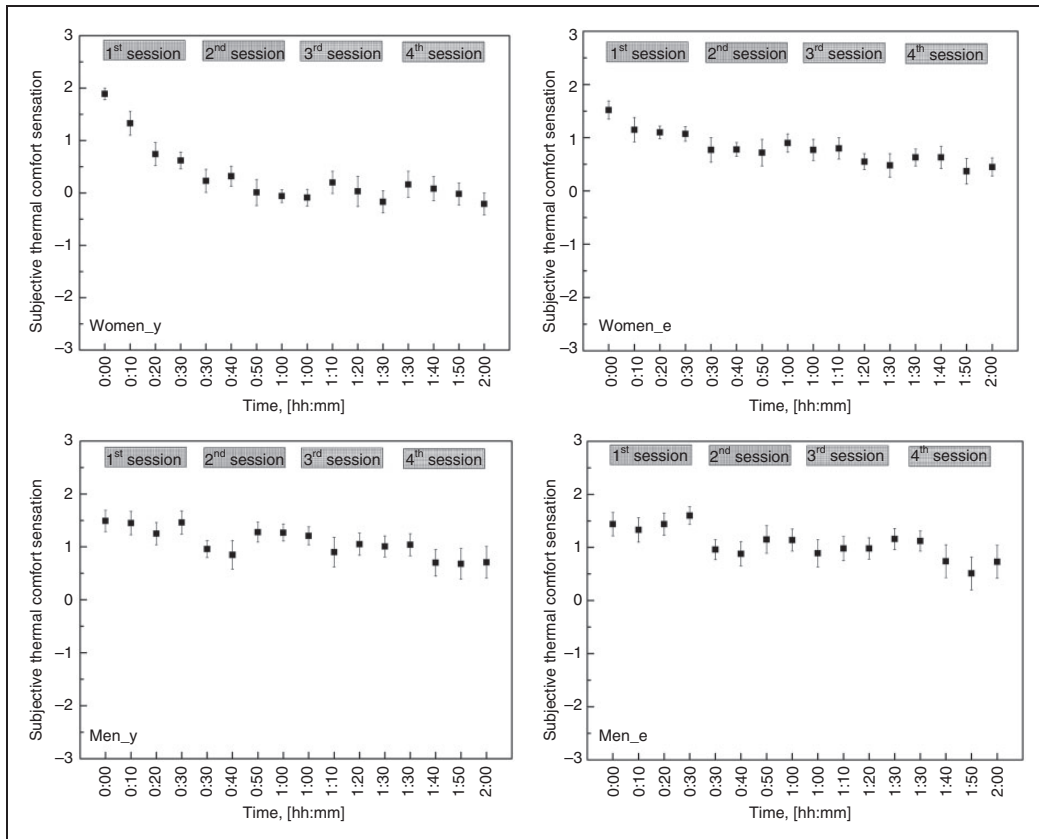 1st session 2nd session 3rd session 4th session
Subjective thermal comfort sensation
3
2
1
0
–1
–2
–3
Women_y
0:00 0:10 0:20 0:30 0:30 0:40 0:50 1:00 1:00 1:10 1:20 1:30 1:30 1:40 1:50 2:00
Time, [hh:mm]
1st session 2nd session 3rd session 4th session
Subjective thermal comfort sensation
3
2
1
0
–1
–2
–3
Women_e
0:00 0:10 0:20 0:30 0:30 0:40 0:50 1:00 1:00 1:10 1:20 1:30 1:30 1:40 1:50 2:00
Time, [hh:mm]
1st session 2nd session 3rd session 4th session
Subjective thermal comfort sensation
3
2
1
0
–1
–2
–3
Men_y
0:00 0:10 0:20 0:30 0:30 0:40 0:50 1:00 1:00 1:10 1:20 1:30 1:30 1:40 1:50 2:00
Time, [hh:mm]
1st session 2nd session 3rd session 4th session
Subjective thermal comfort sensation
3
2
1
0
–1
–2
–3
Men_e
0:00 0:10 0:20 0:30 0:30 0:40 0:50 1:00 1:00 1:10 1:20 1:30 1:30 1:40 1:50 2:00
Time, [hh:mm]